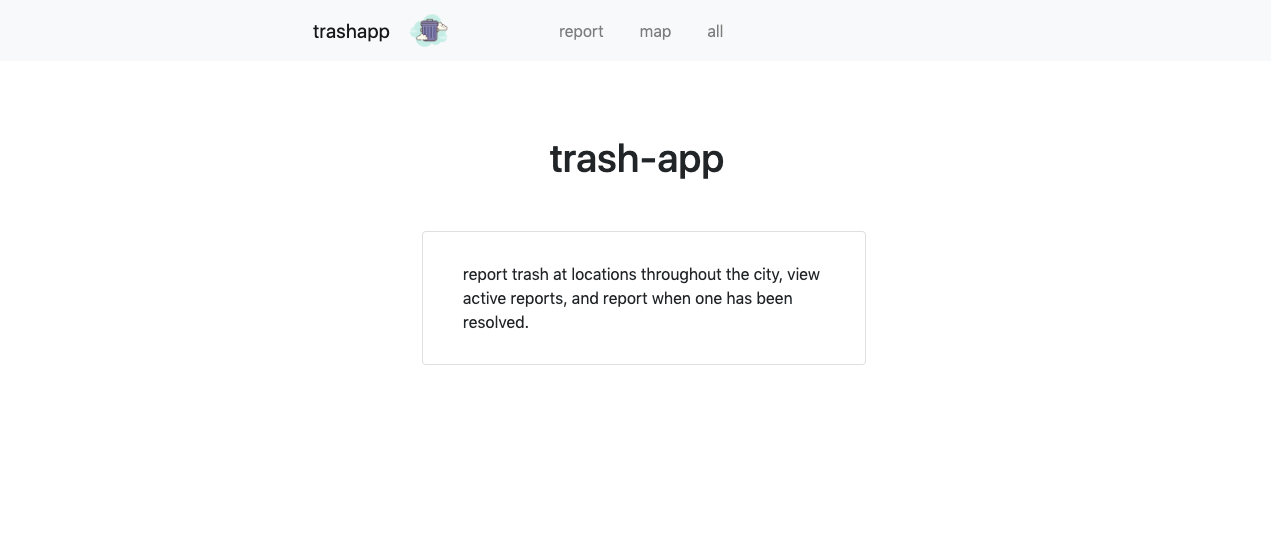 trashapp report map all
trash-app
report trash at locations throughout the city, view
active reports, and report when one has been
resolved.